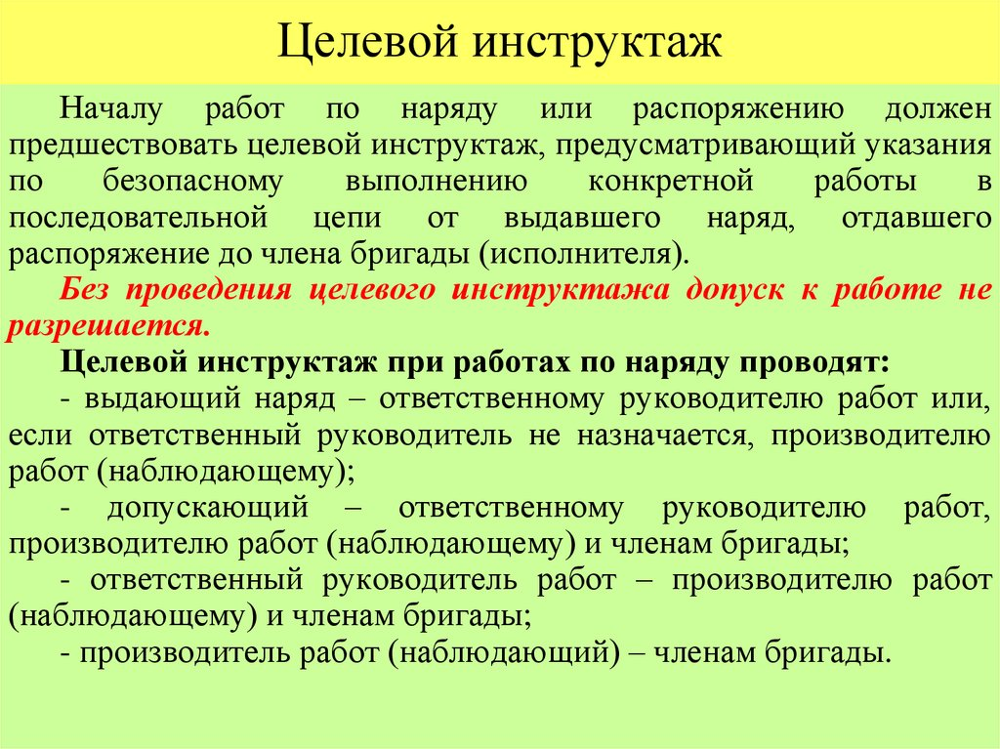 Целевой инструктаж
Началу работ по наряду или распоряжению должен
предшествовать целевой инструктаж, предусматривающий указания
по безопасному выполнению конкретной работы в
последовательной цепи от выдавшего наряд, отдавшего
распоряжение до члена бригады (исполнителя).
Без проведения целевого инструктажа допуск к работе не
разрешается.
Целевой инструктаж при работах по наряду проводят:
- выдающий наряд – ответственному руководителю работ или,
если ответственный руководитель не назначается, производителю
работ (наблюдающему);
- допускающий – ответственному руководителю работ,
производителю работ (наблюдающему) и членам бригады;
- ответственный руководитель работ – производителю работ
(наблюдающему) и членам бригады;
- производитель работ (наблюдающий) – членам бригады.